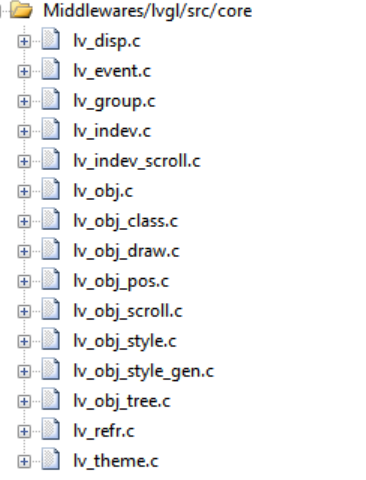 Middlewares/lvgl/src/core
lv_disp.c
lv_event.c
lv_group.c
lv_indev.c
lv_indev_scroll.c
lv_obj.c
lv_obj_class.c
lv_obj_draw.c
lv_obj_pos.c
lv_obj_scroll.c
lv_obj_style.c
lv_obj_style_gen.c
lv_obj_tree.c
lv_refr.c
lv_theme.c